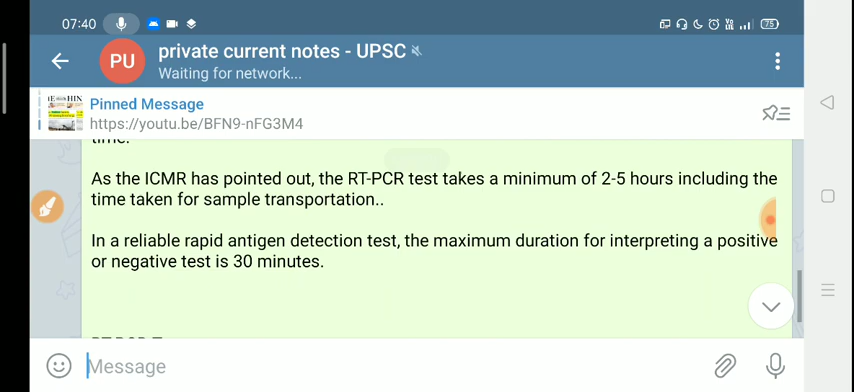 07:40
75
PU
private current notes - UPSC
Waiting for network...
Pinned Message
https://youtu.be/BFN9-nFG3M4
time.
As the ICMR has pointed out, the RT-PCR test takes a minimum of 2-5 hours including the
time taken for sample transportation..
In a reliable rapid antigen detection test, the maximum duration for interpreting a positive
or negative test is 30 minutes.
Message